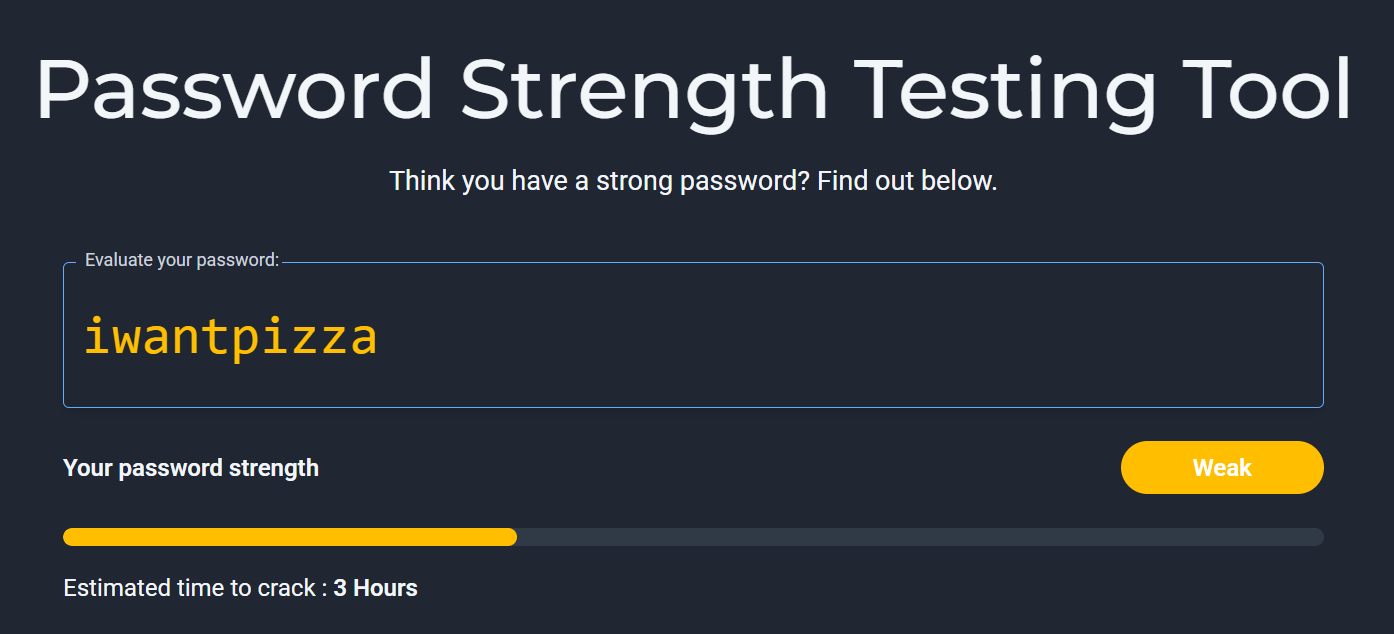 Password Strength Testing Tool
Think you have a strong password? Find out below.
Evaluate your password:
iwantpizza
Your password strength
Weak
Estimated time to crack : 3 Hours